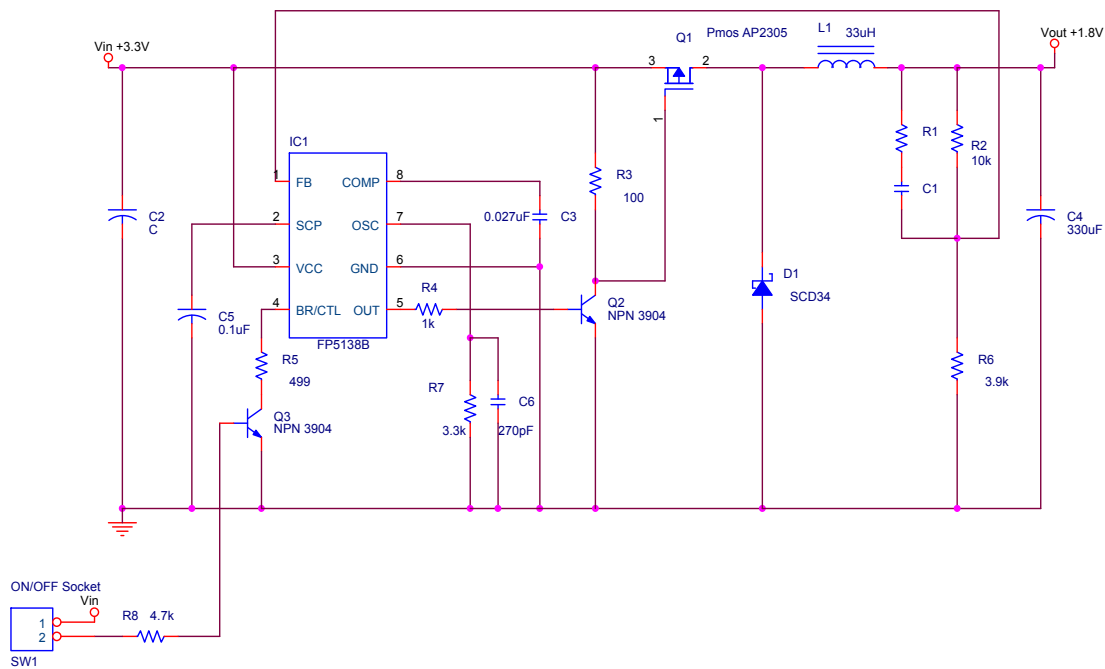 Vin +3.3V
Q1
Pmos AP2305
L1
33uH
Vout +1.8V
3
2
1
IC1
1
FB
COMP
8
2
SCP
OSC
7
3
VCC
GND
6
4
BR/CTL
OUT
5
FP5138B
C2
C
C5
0.1uF
0.027uF
C3
R3
100
R1
C1
R2
10k
C4
330uF
R4
1k
Q2
NPN 3904
D1
SCD34
R5
499
Q3
NPN 3904
R7
3.3k
C6
270pF
R6
3.9k
ON/OFF Socket
Vin
1
2
SW1
R8
4.7k